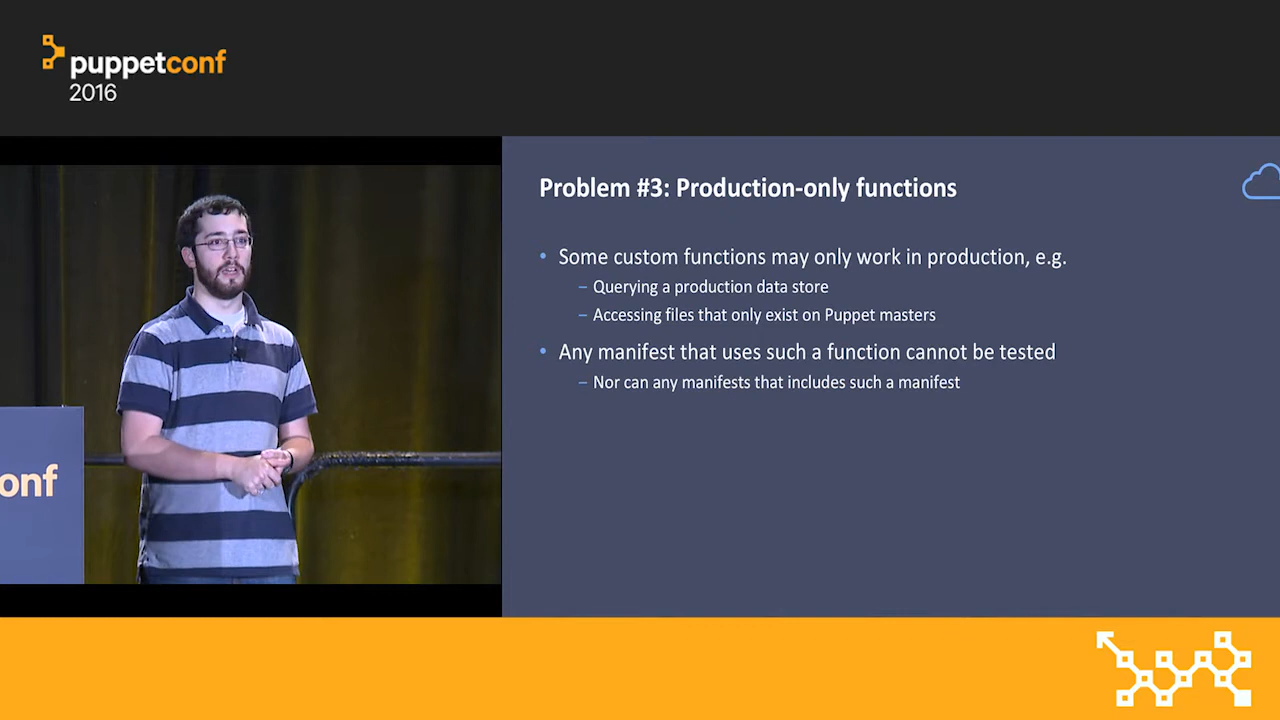 puppetconf
2016
Problem #3: Production-only functions
• Some custom functions may only work in production, e.g.
– Querying a production data store
– Accessing files that only exist on Puppet masters
• Any manifest that uses such a function cannot be tested
– Nor can any manifests that includes such a manifest
onf